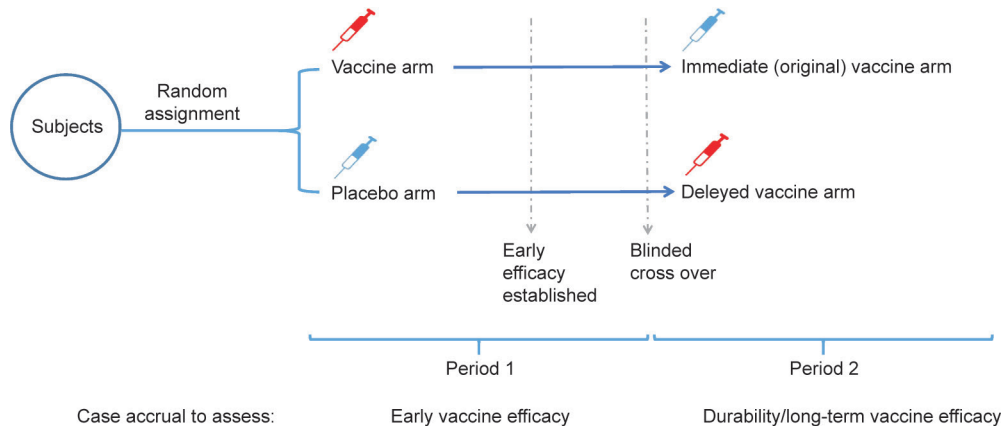 Subjects
Random
assignment
Vaccine arm
Immediate (original) vaccine arm
Placebo arm
Deleyed vaccine arm
Early
efficacy
established
Blinded
cross over
Period 1
Period 2
Case accrual to assess:
Early vaccine efficacy
Durability/long-term vaccine efficacy